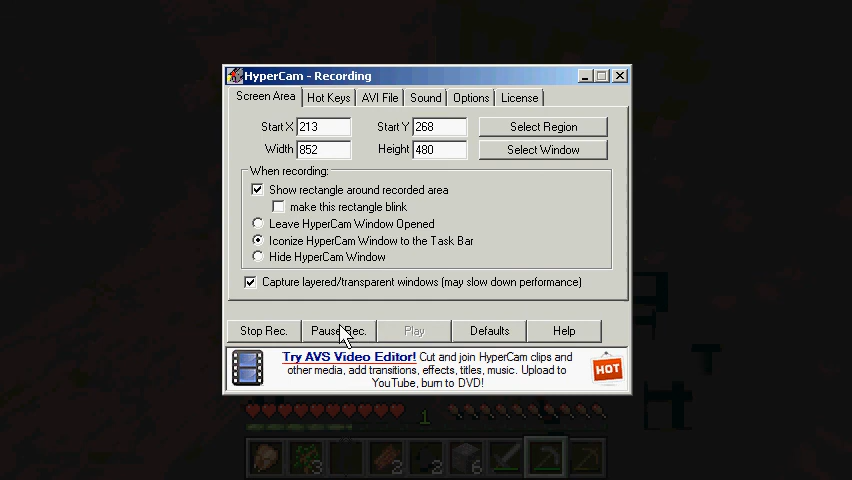 HyperCam - Recording
Screen Area Hot Keys AVI File Sound Options License
Start X 213 Start Y 268 Select Region
Width 852 Height 480 Select Window
When recording:
Show rectangle around recorded area
make this rectangle blink
Leave HyperCam Window Opened
Iconize HyperCam Window to the Task Bar
Hide HyperCam Window
Capture layered/transparent windows (may slow down performance)
Stop Rec. Pause Rec. Play Defaults Help
Try AVS Video Editor! Cut and join HyperCam clips and
other media, add transitions, effects, titles, music. Upload to
YouTube, burn to DVD!
HOT
1
3 2 2 6